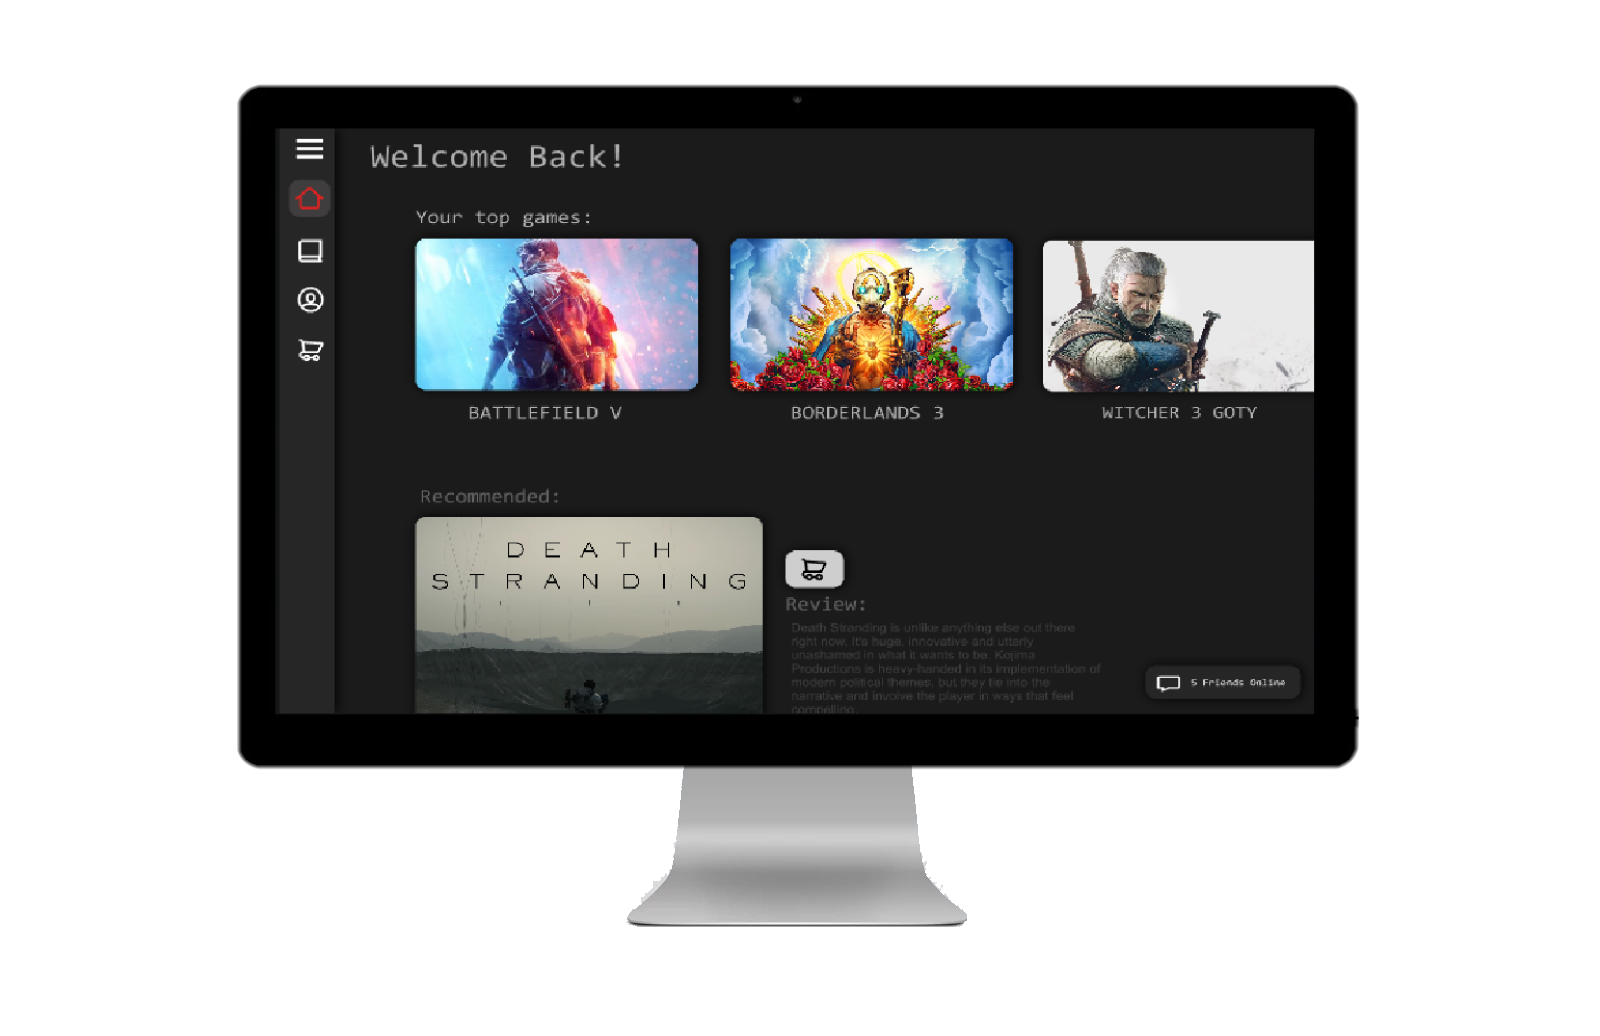 Welcome Back!
Your top games:
BATTLEFIELD V
BORDERLANDS 3
WITCHER 3 GOTY
Recommended:
DEATH
STRANDING
Review:
Death Stranding is unlike anything else out there
right now. It's huge, innovative and utterly
unashamed in what it wants to be. Kojima
Productions is heavy-handed in its implementation of
modern political themes, but they tie into the
narrative and involve the player in ways that feel
compelling.
5 Friends Online